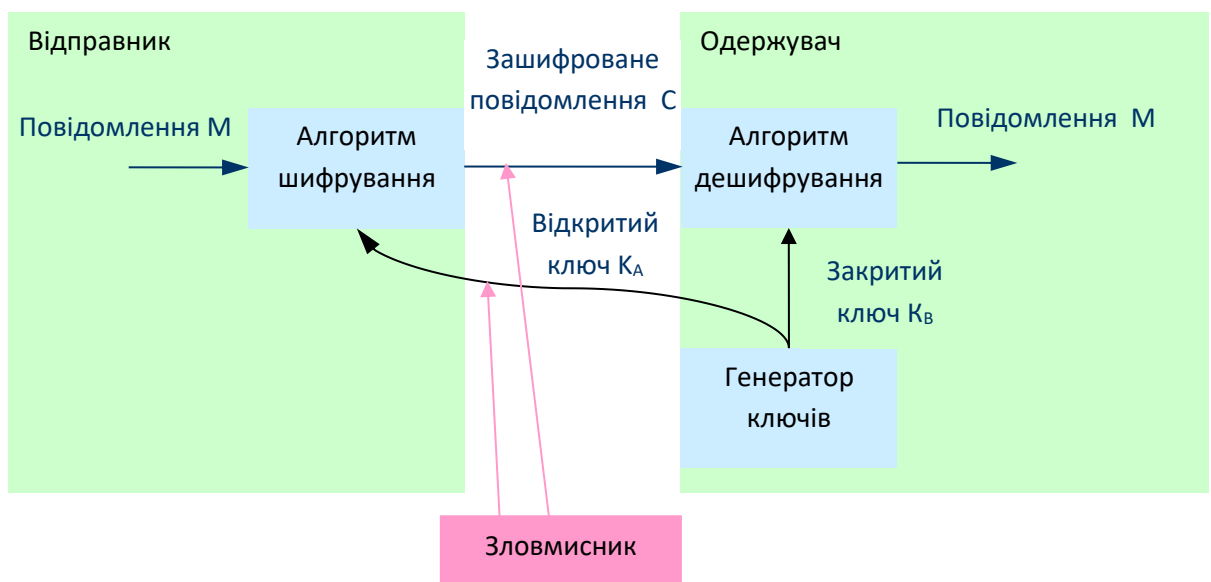 Відправник
Одержувач
Зашифроване
повідомлення C
Повідомлення M
Алгоритм
шифрування
Алгоритм
дешифрування
Повідомлення M
Відкритий
ключ KA
Закритий
ключ KB
Генератор
ключів
Зловмисник